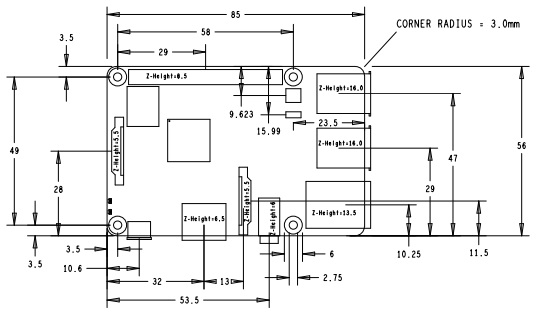 85
CORNER RADIUS = 3.0mm
3.5
58
29
Z-Height=8.5
Z-Height=16.0
9.623
15.99
23.5
49
Z-Height=5.5
Z-Height=16.0
56
47
28
29
Z-Height=5.5
Z-Height=6
Z-Height=6.5
Z-Height=13.5
3.5
3.5
10.25
11.5
6
10.6
2.75
32
13
53.5